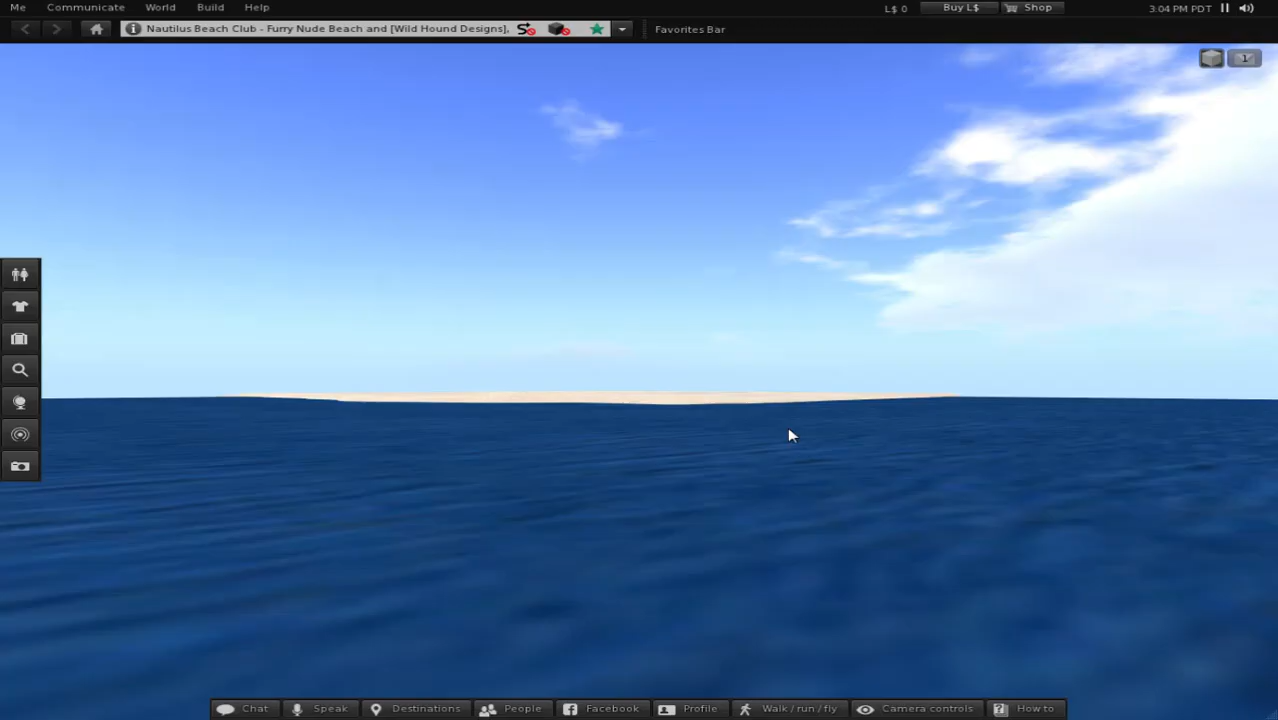 Me Communicate World Build Help L$ 0 Buy L$ Shop 3:04 PM PDT
Nautilus Beach Club - Furry Nude Beach and [Wild Hound Designs], Favorites Bar
1
Chat Speak Destinations People Facebook Profile Walk / run / fly Camera controls How to